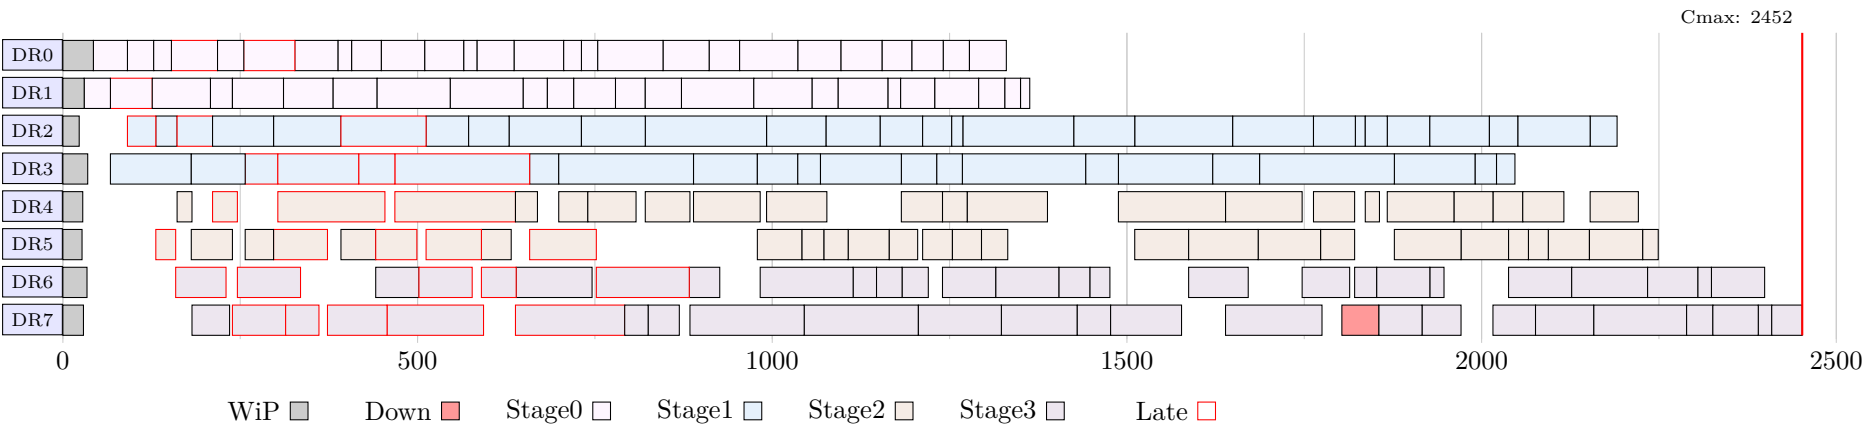 Cmax: 2452
DR0
DR1
DR2
DR3
DR4
DR5
DR6
DR7
0 500 1000 1500 2000 2500
WiP Down Stage0 Stage1 Stage2 Stage3 Late